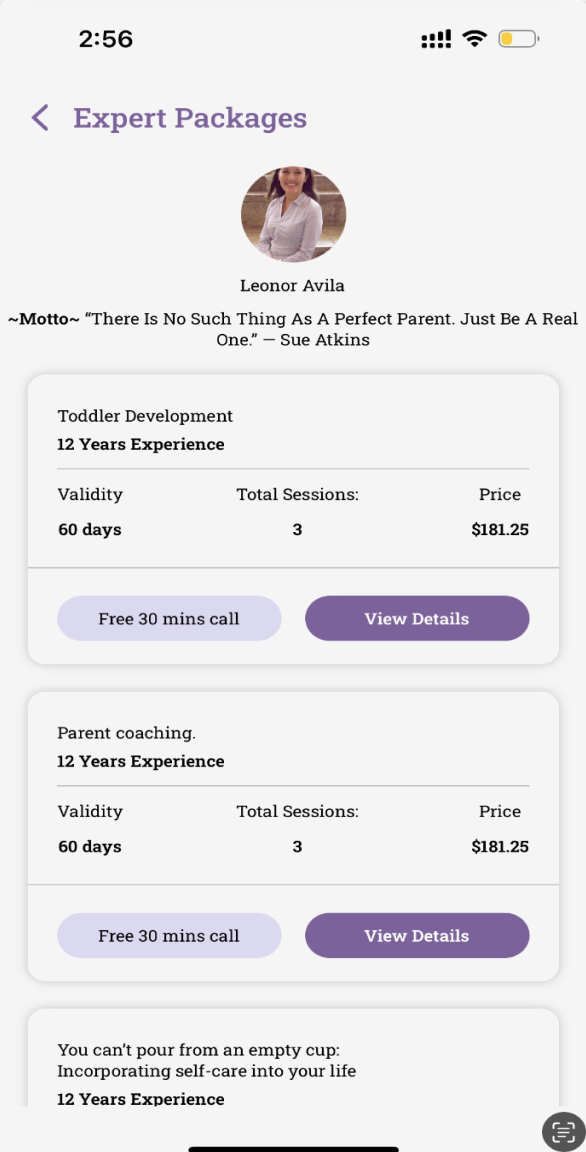 2:56
Expert Packages
Leonor Avila
~Motto~ “There Is No Such Thing As A Perfect Parent. Just Be A Real
One.” — Sue Atkins
Toddler Development
12 Years Experience
Validity Total Sessions: Price
60 days 3 $181.25
Free 30 mins call View Details
Parent coaching.
12 Years Experience
Validity Total Sessions: Price
60 days 3 $181.25
Free 30 mins call View Details
You can’t pour from an empty cup:
Incorporating self-care into your life
12 Years Experience